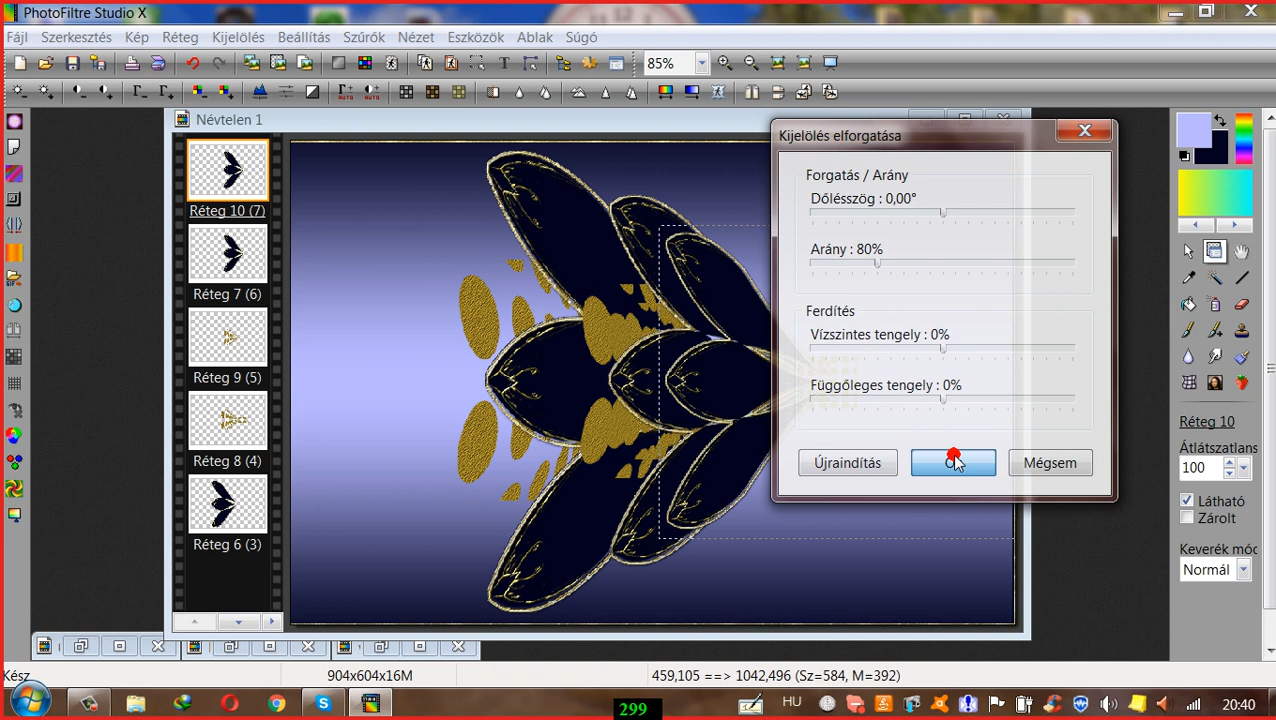 PhotoFiltre Studio X
Fájl Szerkesztés Kép Réteg Kijelölés Beállítás Szűrők Nézet Eszközök Ablak Súgó
85%
Névtelen 1
Kijelölés elforgatása
Forgatás / Arány
Dőlésszög : 0,00°
Arány : 80%
Ferdítés
Vízszintes tengely : 0%
Függőleges tengely : 0%
Újraindítás
Mégsem
Réteg 10 (7)
Réteg 7 (6)
Réteg 9 (5)
Réteg 8 (4)
Réteg 6 (3)
Réteg 10
Átlátszatlans
100
Látható
Zárolt
Keverék móc
Normál
Kész
904x604x16M
459,105 ==> 1042,496 (Sz=584, M=392)
299
HU
20:40